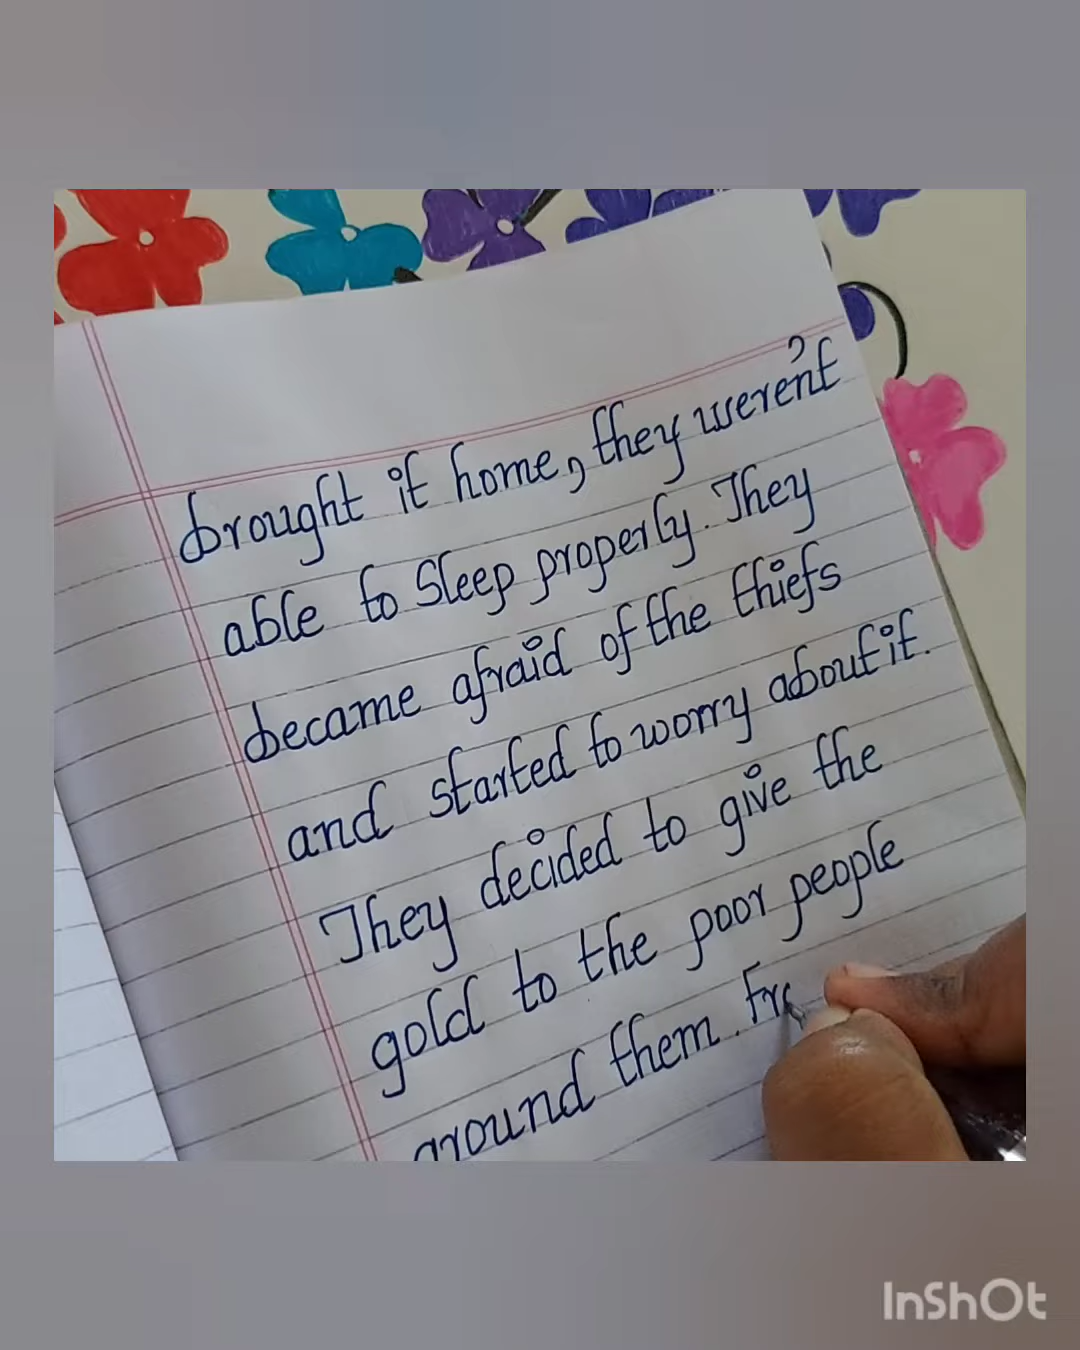 brought it home, they weren't
able to Sleep properly. They
became afraid of the thiefs
and started to worry about it.
They decided to give the
gold to the poor people
around them. Fro
InShOt